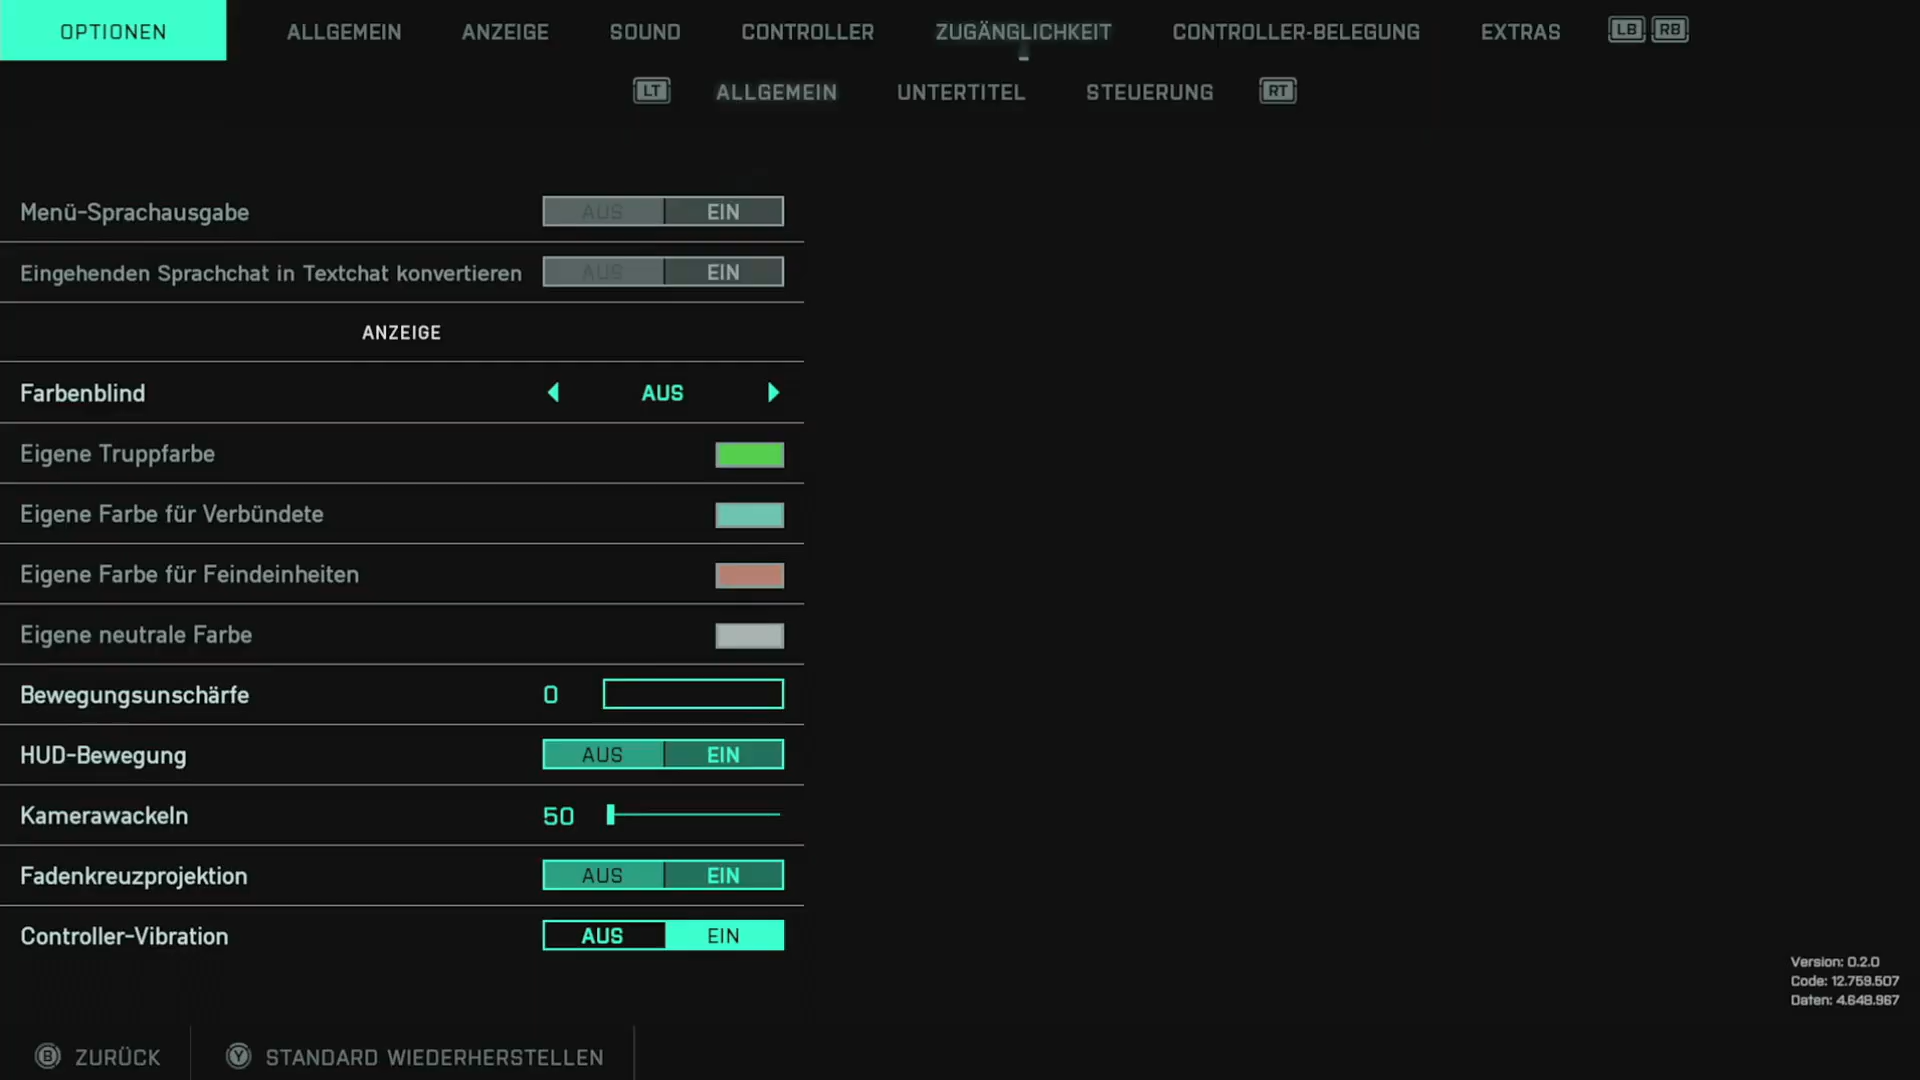 OPTIONEN ALLGEMEIN ANZEIGE SOUND CONTROLLER ZUGÄNGLICHKEIT CONTROLLER-BELEGUNG EXTRAS LB RB
LT ALLGEMEIN UNTERTITEL STEUERUNG RT
Menü-Sprachausgabe AUS EIN
Eingehenden Sprachchat in Textchat konvertieren AUS EIN
ANZEIGE
Farbenblind AUS
Eigene Truppfarbe
Eigene Farbe für Verbündete
Eigene Farbe für Feindeinheiten
Eigene neutrale Farbe
Bewegungsunschärfe 0
HUD-Bewegung AUS EIN
Kamerawackeln 50
Fadenkreuzprojektion AUS EIN
Controller-Vibration AUS EIN
Version: 0.2.0
Code: 12.759.507
Daten: 4.648.967
B ZURÜCK Y STANDARD WIEDERHERSTELLEN